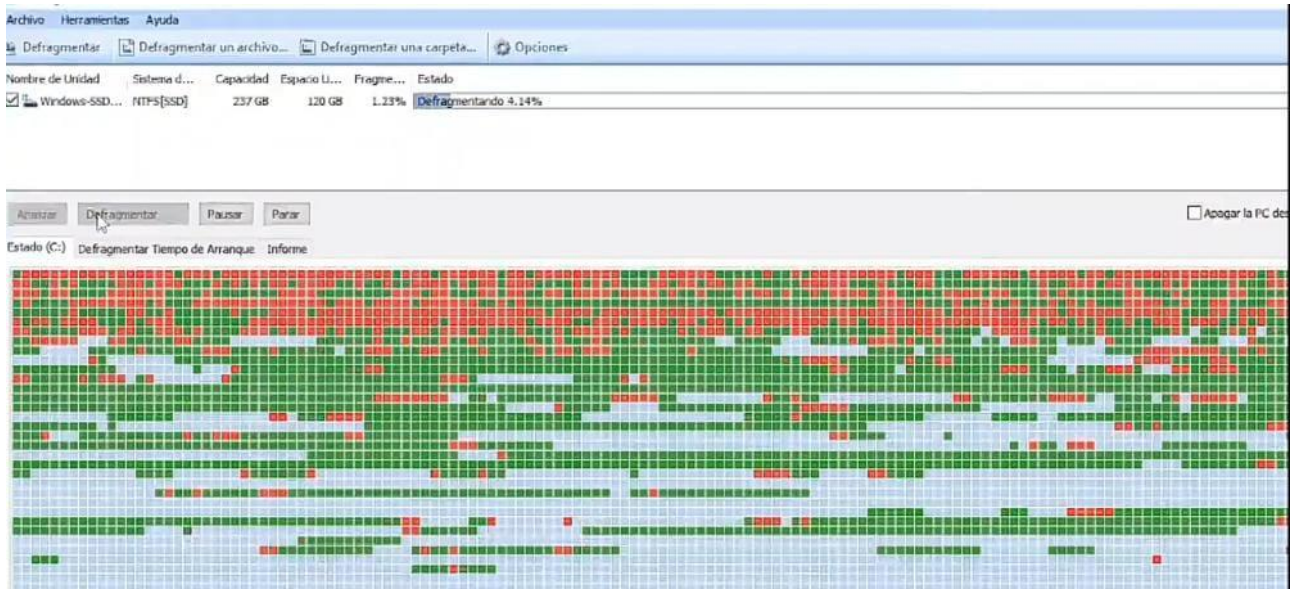 Archivo Herramientas Ayuda
Defragmentar Defragmentar un archivo... Defragmentar una carpeta... Opciones
Nombre de Unidad Sistema d... Capacidad Espacio Li... Fragme... Estado
Windows-SSD... NTFS[SSD] 237 GB 120 GB 1.23% Defragmentando 4.14%
Analizar Defragmentar Pausar Parar Apagar la PC des
Estado (C:) Defragmentar Tiempo de Arranque Informe